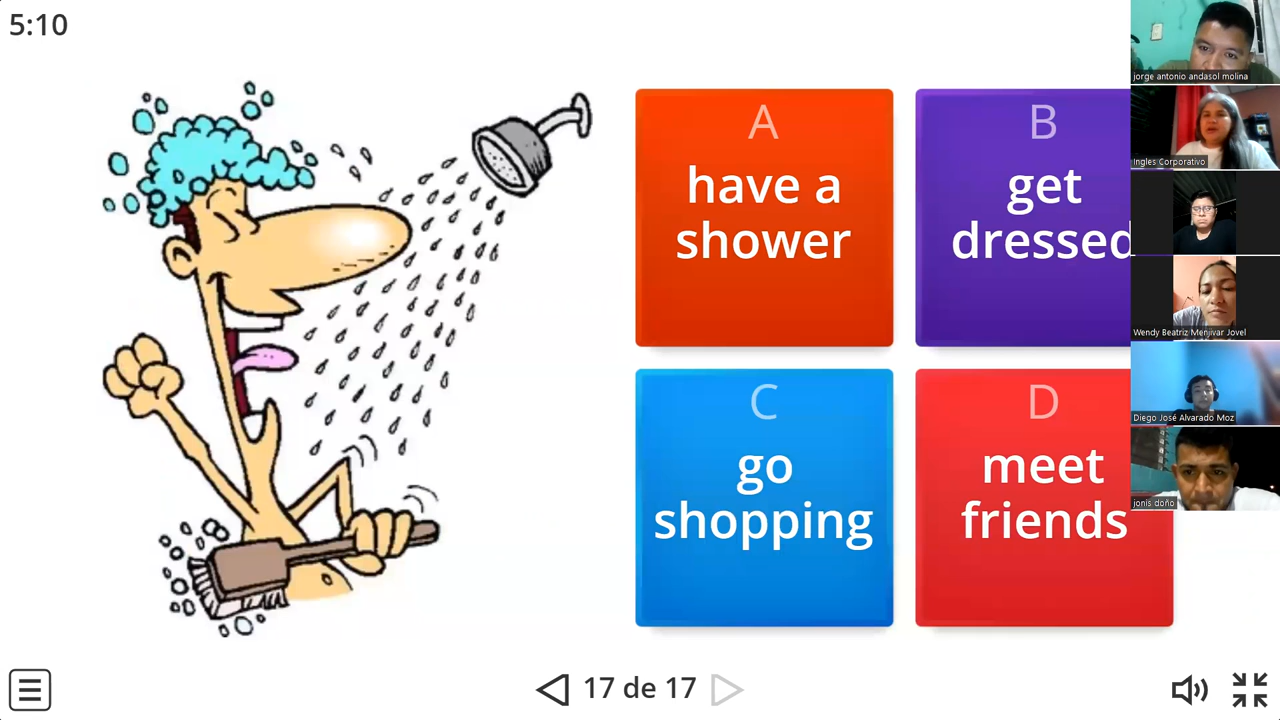 5:10
A
have a
shower
B
get
dressed
C
go
shopping
D
meet
friends
17 de 17
jorge antonio andasol molina
Ingles Corporativo
Wendy Beatriz Menjivar Jovel
Diego José Alvarado Moz
jonis doño